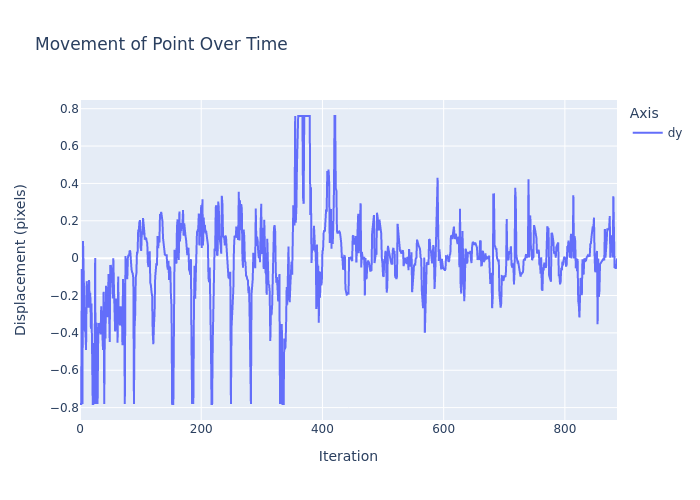 Movement of Point Over Time
Axis
dy
Displacement (pixels)
0.8
0.6
0.4
0.2
0
−0.2
−0.4
−0.6
−0.8
0
200
400
600
800
Iteration